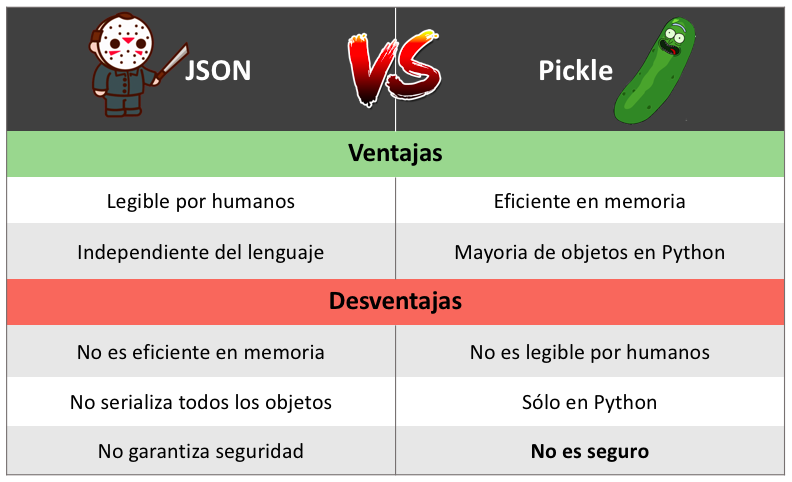 JSON
VS
Pickle
Ventajas
Legible por humanos
Eficiente en memoria
Independiente del lenguaje
Mayoria de objetos en Python
Desventajas
No es eficiente en memoria
No es legible por humanos
No serializa todos los objetos
Sólo en Python
No garantiza seguridad
No es seguro